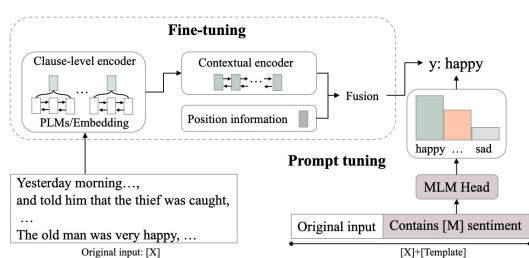 Fine-tuning
Clause-level encoder
...
PLMs/Embedding
Contextual encoder
...
Position information
Fusion
y: happy
happy ... sad
Prompt tuning
MLM Head
Yesterday morning…,
and told him that the thief was caught,
…
The old man was very happy, …
Original input: [X]
Original input
Contains [M] sentiment
[X]+[Template]